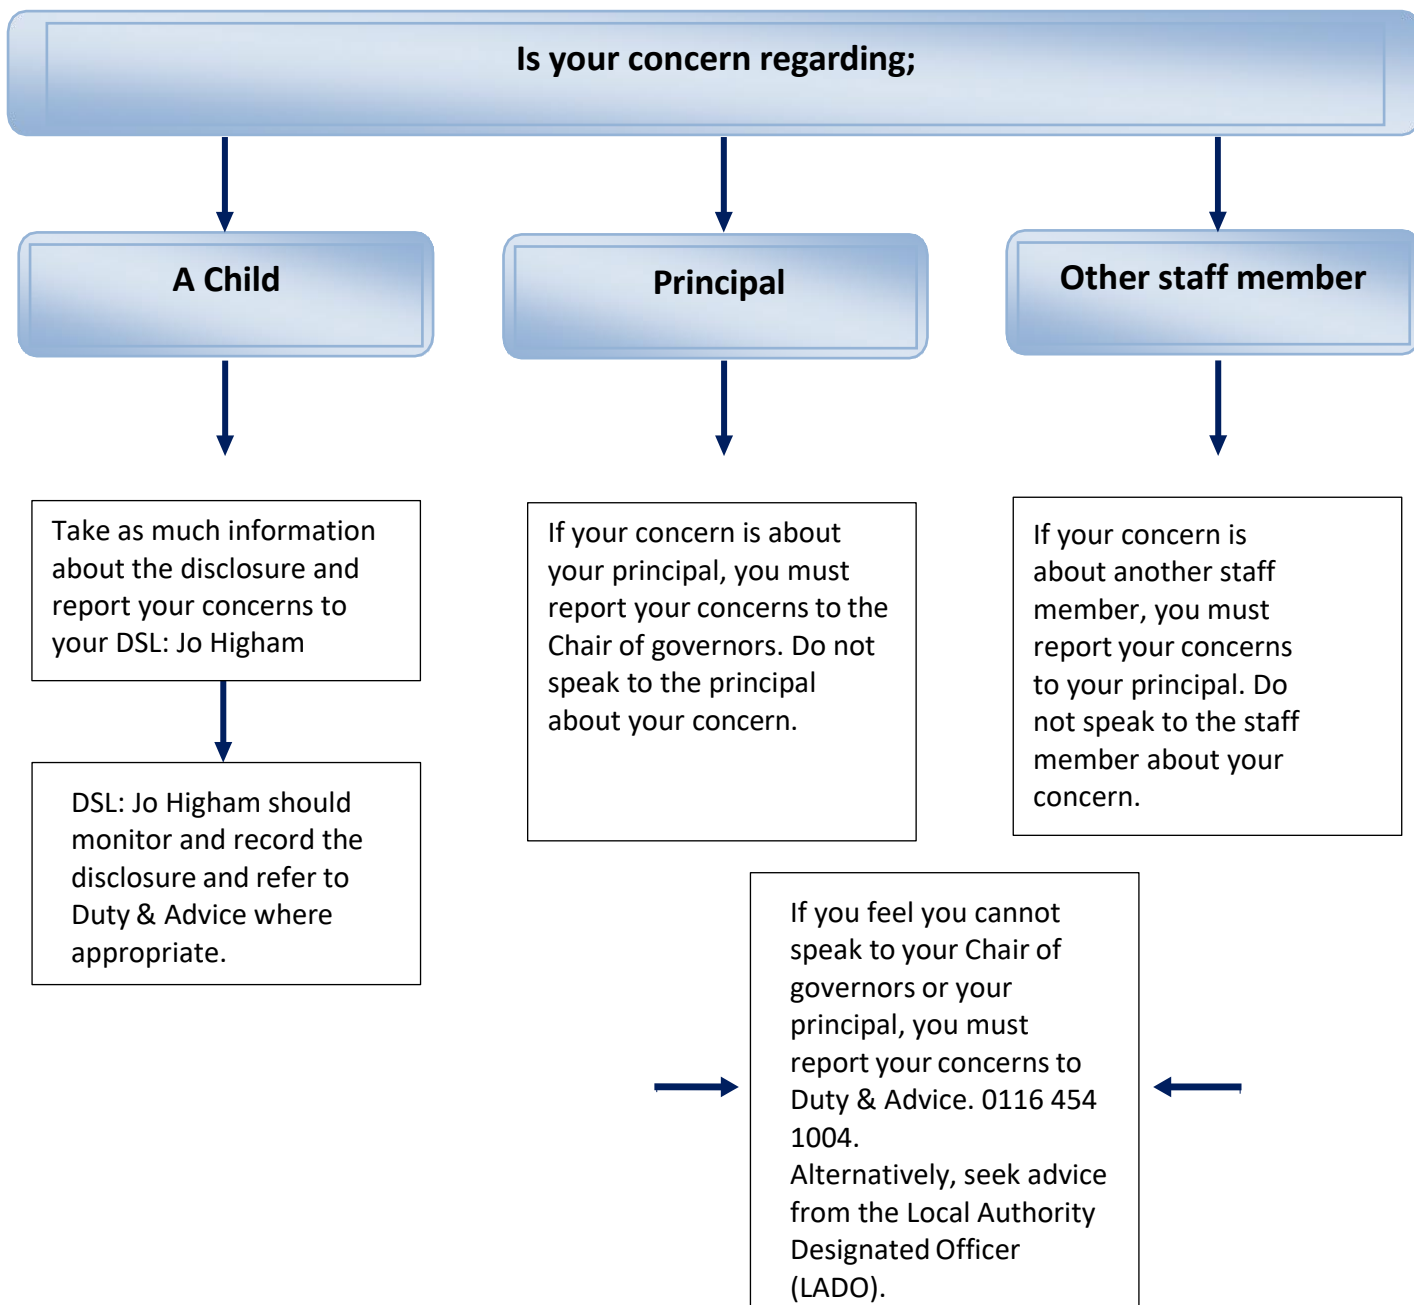 Is your concern regarding;
A Child
Principal
Other staff member
Take as much information
about the disclosure and
report your concerns to
your DSL: Jo Higham
If your concern is about
your principal, you must
report your concerns to the
Chair of governors. Do not
speak to the principal
about your concern.
If your concern is
about another staff
member, you must
report your concerns
to your principal. Do
not speak to the staff
member about your
concern.
DSL: Jo Higham should
monitor and record the
disclosure and refer to
Duty & Advice where
appropriate.
If you feel you cannot
speak to your Chair of
governors or your
principal, you must
report your concerns to
Duty & Advice. 0116 454
1004.
Alternatively, seek advice
from the Local Authority
Designated Officer
(LADO).